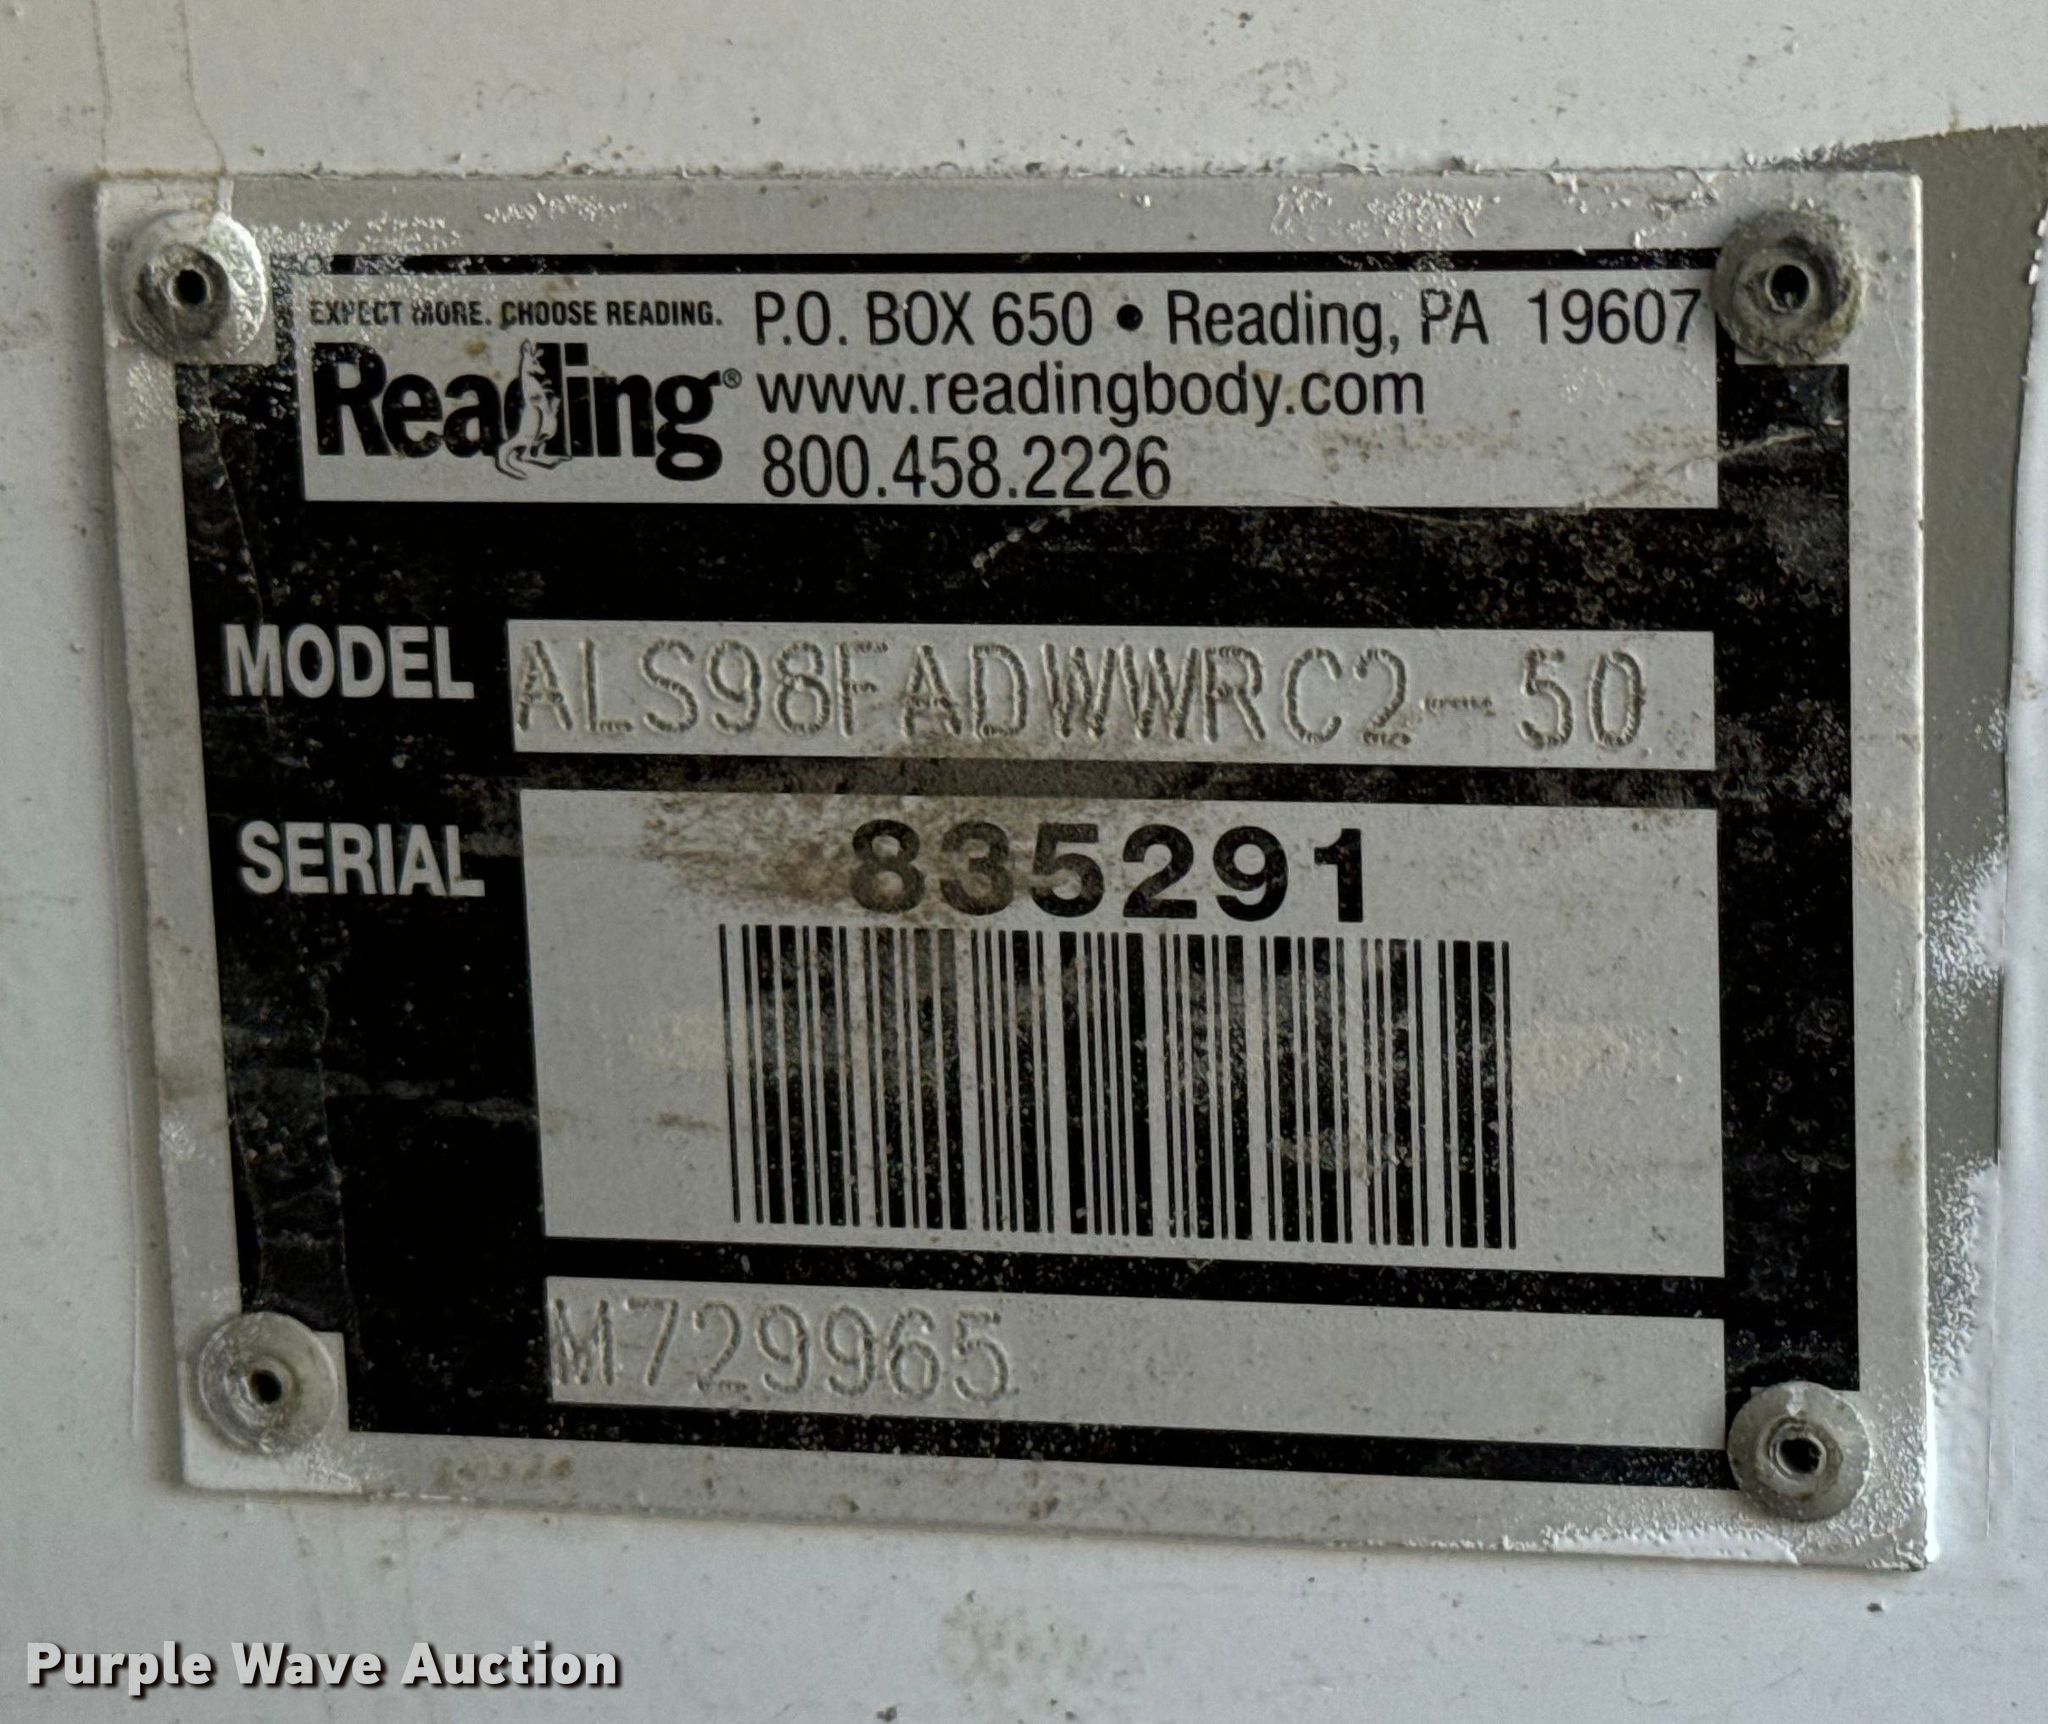 EXPECT MORE. CHOOSE READING.
Reading®
P.O. BOX 650 • Reading, PA 19607
www.readingbody.com
800.458.2226
MODEL ALS98FADWWRC2-50
SERIAL 835291
M729965
Purple Wave Auction